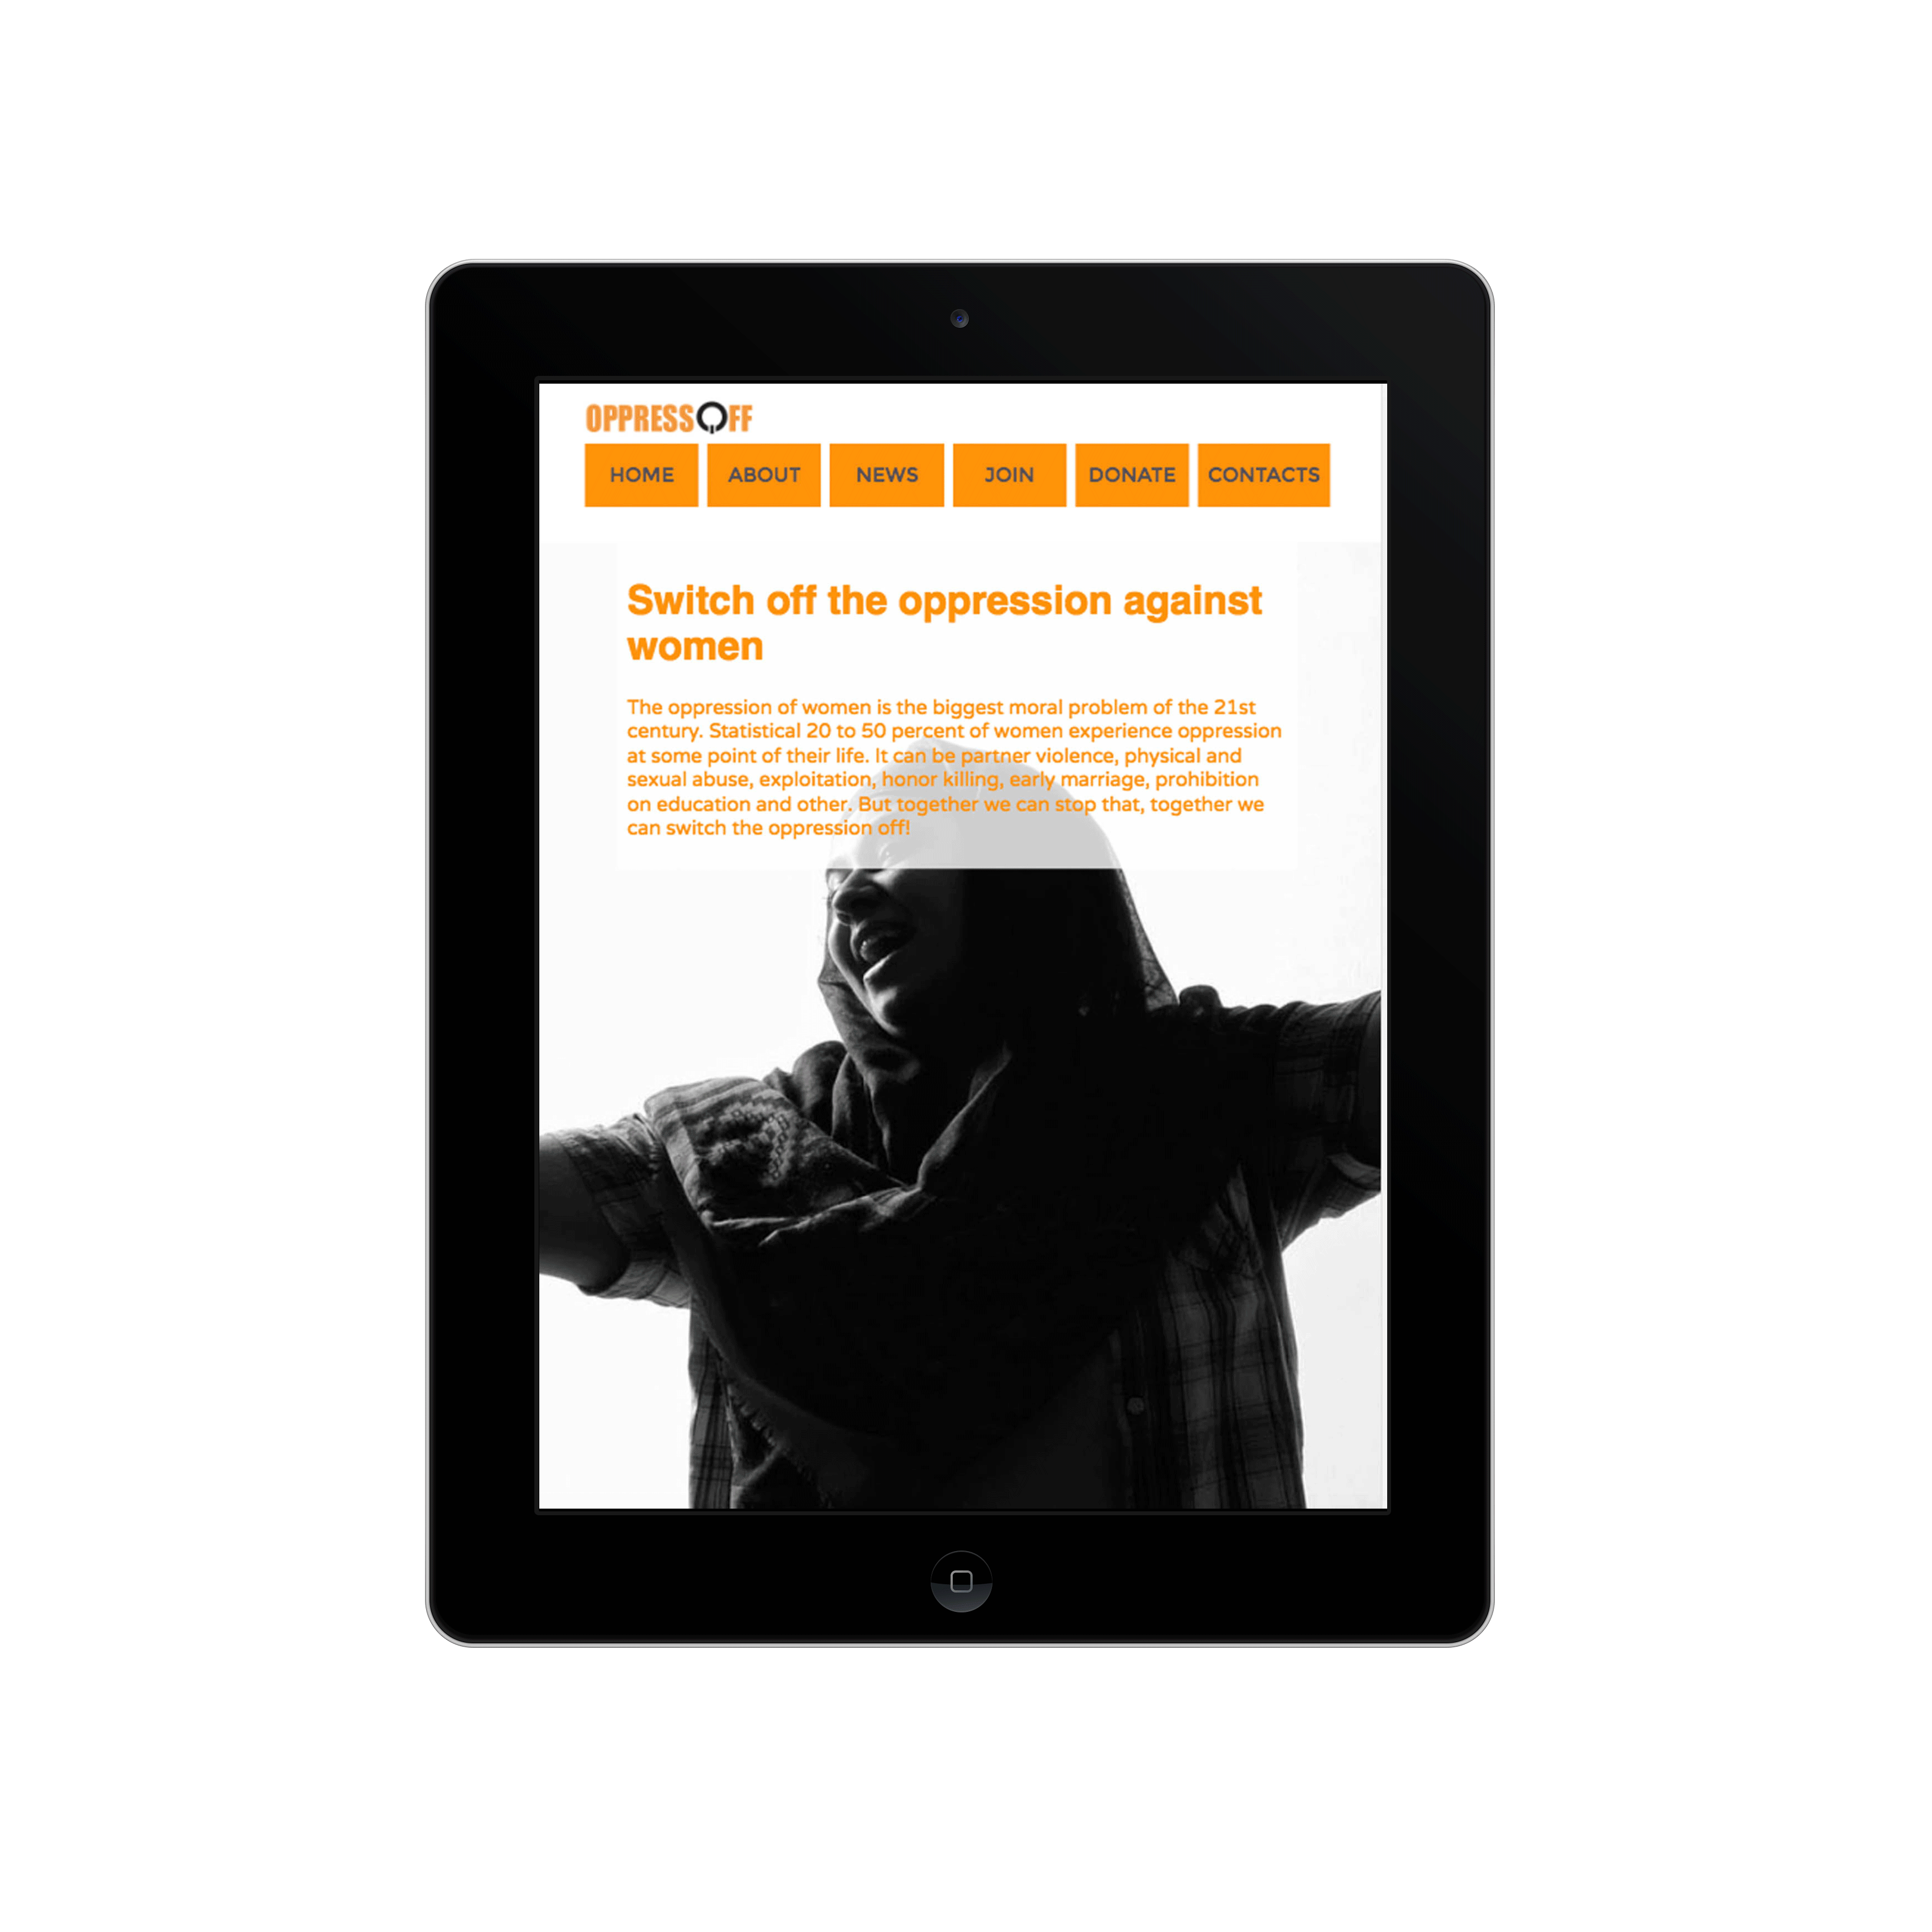 OPPRESSOFF
HOME ABOUT NEWS JOIN DONATE CONTACTS
Switch off the oppression against
women
The oppression of women is the biggest moral problem of the 21st
century. Statistical 20 to 50 percent of women experience oppression
at some point of their life. It can be partner violence, physical and
sexual abuse, exploitation, honor killing, early marriage, prohibition
on education and other. But together we can stop that, together we
can switch the oppression off!